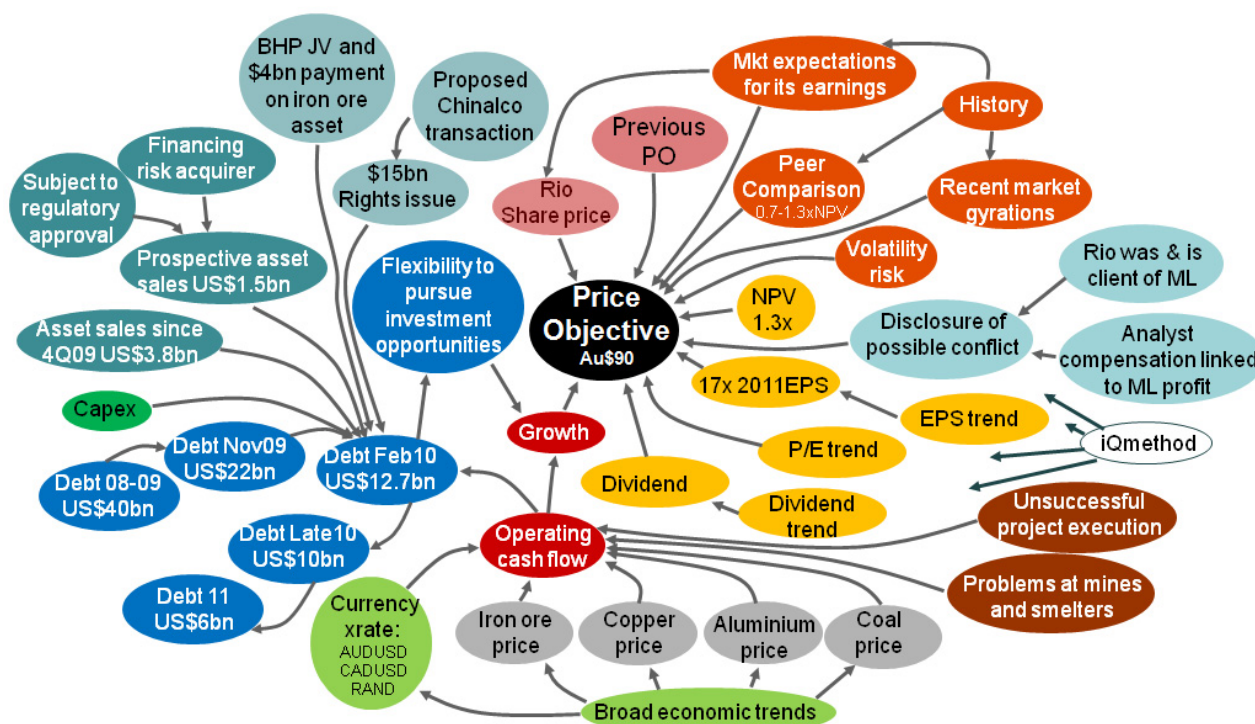 BHP JV and
$4bn payment
on iron ore
asset
Proposed
Chinalco
transaction
Mkt expectations
for its earnings
History
Financing
risk acquirer
Previous
PO
Subject to
regulatory
approval
$15bn
Rights issue
Rio
Share price
Peer
Comparison
0.7-1.3xNPV
Recent market
gyrations
Prospective asset
sales US$1.5bn
Flexibility to
pursue
investment
opportunities
Volatility
risk
Rio was & is
client of ML
Price
Objective
Au$90
NPV
1.3x
Asset sales since
4Q09 US$3.8bn
Disclosure of
possible conflict
Analyst
compensation linked
to ML profit
17x 2011EPS
Capex
EPS trend
Growth
iQmethod
Debt Nov09
US$22bn
Debt Feb10
US$12.7bn
P/E trend
Debt 08-09
US$40bn
Dividend
Dividend
trend
Unsuccessful
project execution
Debt Late10
US$10bn
Operating
cash flow
Problems at mines
and smelters
Debt 11
US$6bn
Currency
xrate:
AUDUSD
CADUSD
RAND
Iron ore
price
Copper
price
Aluminium
price
Coal
price
Broad economic trends